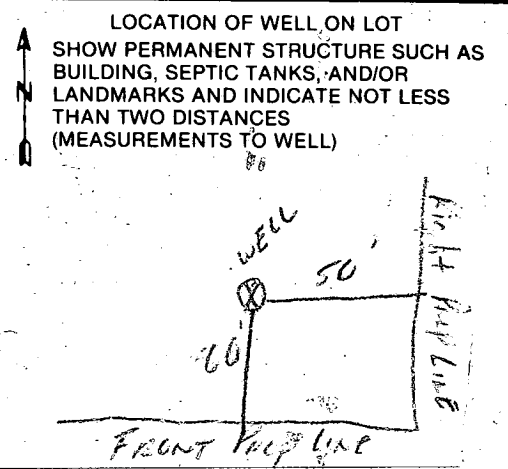 LOCATION OF WELL ON LOT
SHOW PERMANENT STRUCTURE SUCH AS
BUILDING, SEPTIC TANKS, AND/OR
LANDMARKS AND INDICATE NOT LESS
THAN TWO DISTANCES
(MEASUREMENTS TO WELL)
N
WELL
50'
Right Prop LINE
FRONT Prop LINE